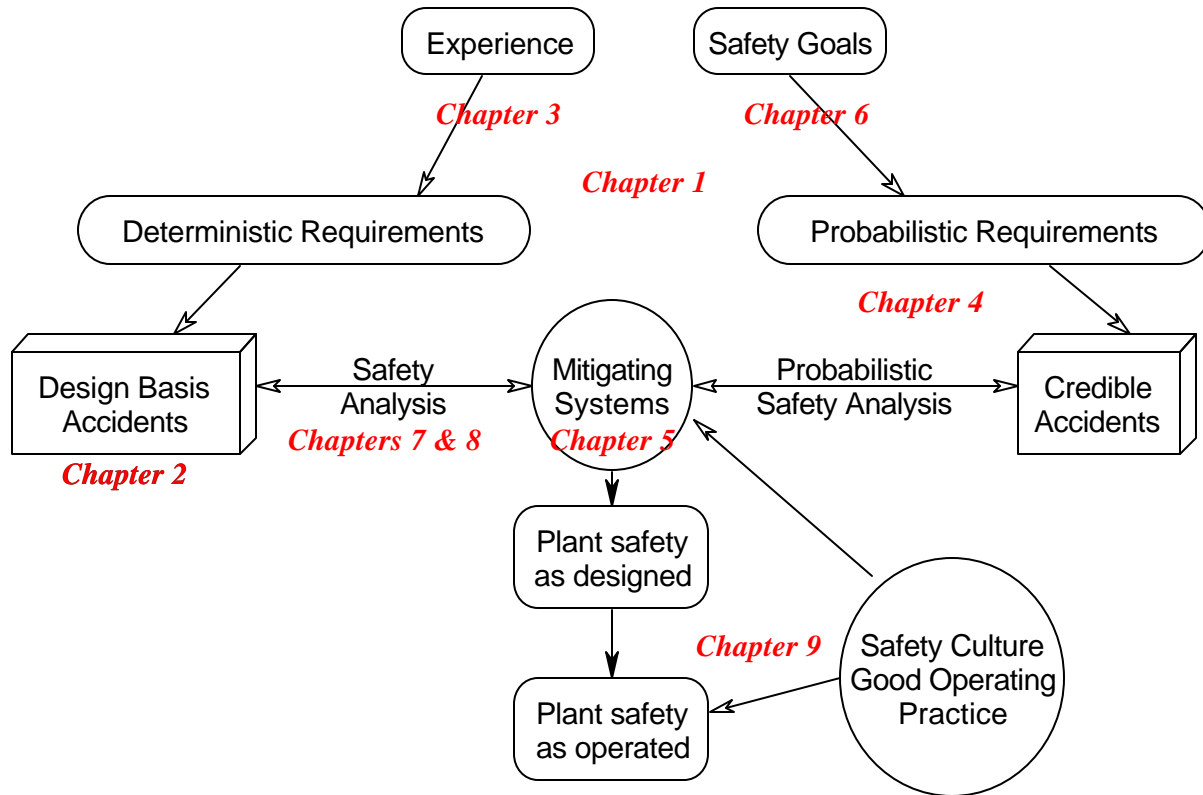 Experience
Safety Goals
Chapter 3
Chapter 6
Chapter 1
Deterministic Requirements
Probabilistic Requirements
Chapter 4
Design Basis
Accidents
Safety
Analysis
Mitigating
Systems
Probabilistic
Safety Analysis
Credible
Accidents
Chapter 2
Chapters 7 & 8
Chapter 5
Plant safety
as designed
Chapter 9
Safety Culture
Good Operating
Practice
Plant safety
as operated